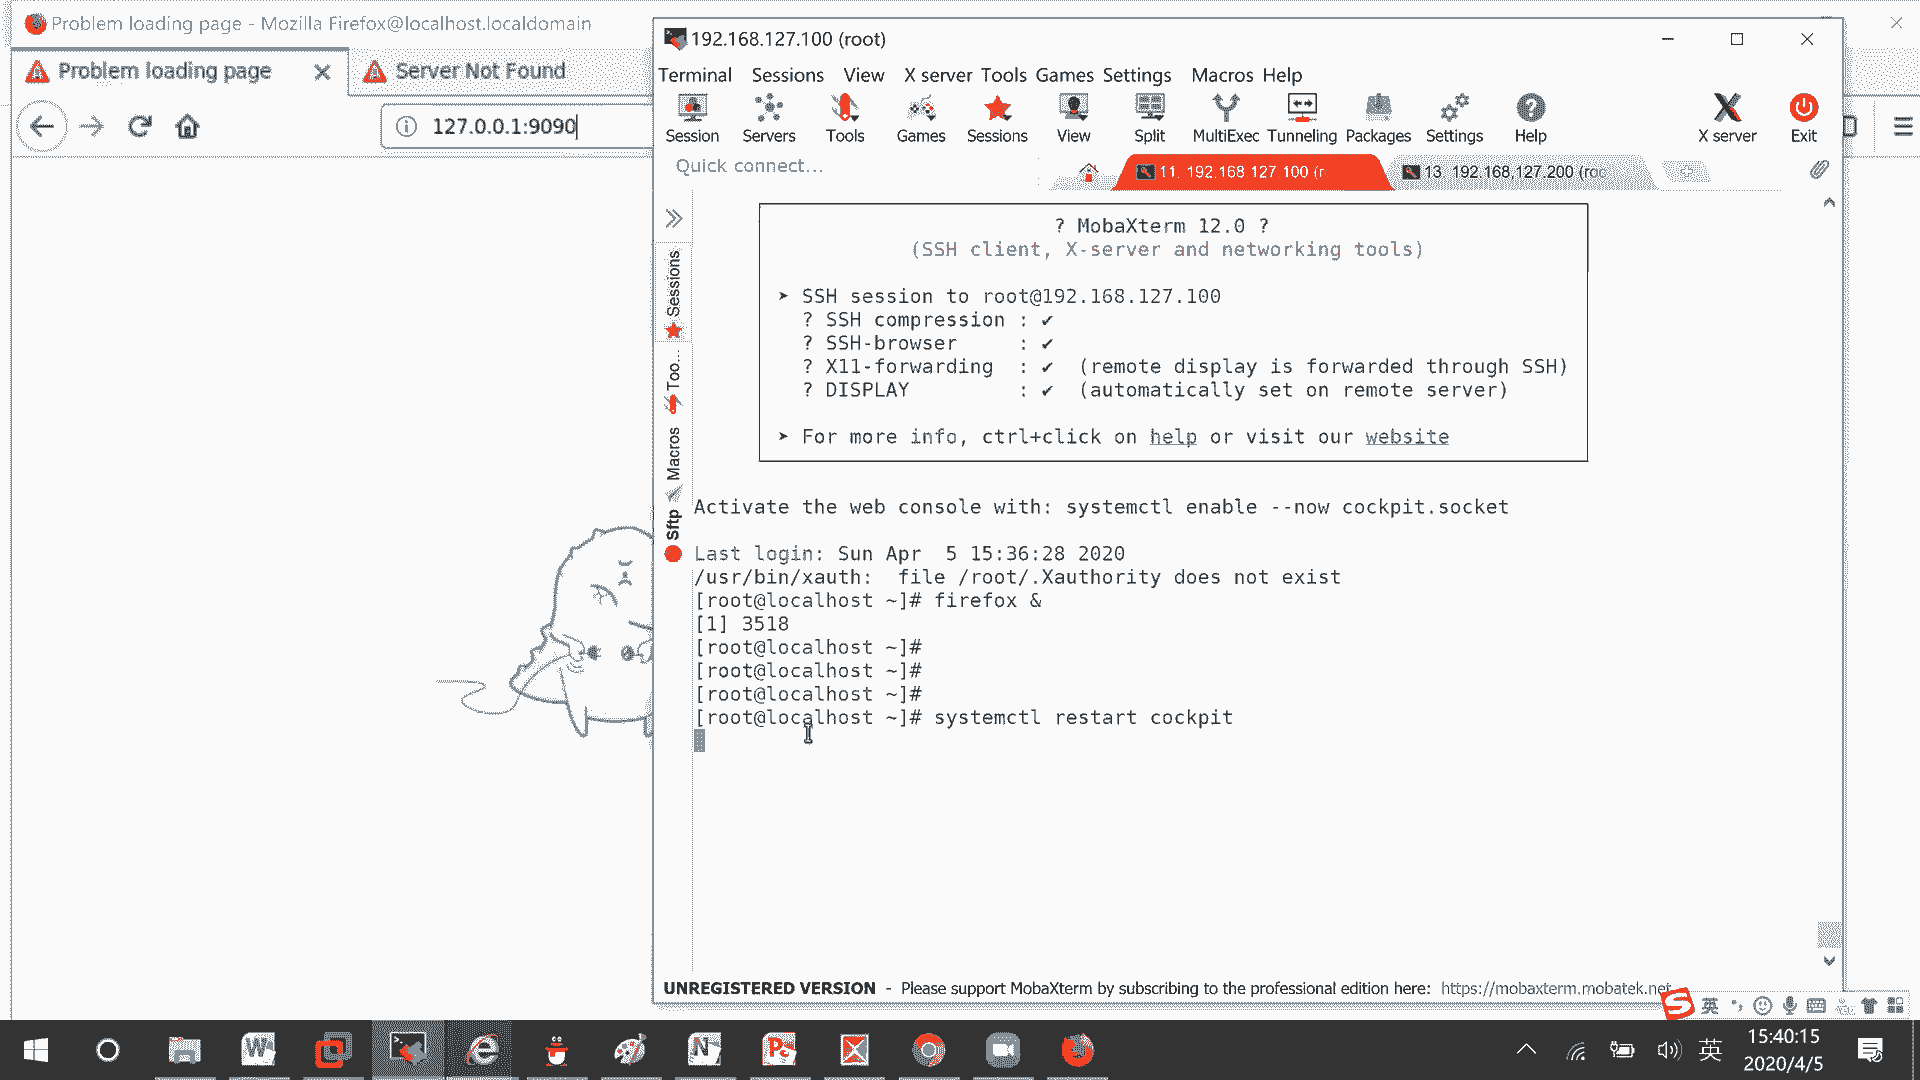 Problem loading page - Mozilla Firefox@localhost.localdomain
Problem loading page
Server Not Found
127.0.0.1:9090
192.168.127.100 (root)
Terminal Sessions View X server Tools Games Settings Macros Help
Session Servers Tools Games Sessions View Split MultiExec Tunneling Packages Settings Help X server Exit
Quick connect...
11. 192.168.127.100 (r
13. 192.168.127.200 (roo
Sessions
Too...
Macros
Sftp
? MobaXterm 12.0 ?
(SSH client, X-server and networking tools)
➤ SSH session to root@192.168.127.100
? SSH compression : ✔
? SSH-browser : ✔
? X11-forwarding : ✔ (remote display is forwarded through SSH)
? DISPLAY : ✔ (automatically set on remote server)
➤ For more info, ctrl+click on help or visit our website
Activate the web console with: systemctl enable --now cockpit.socket
Last login: Sun Apr  5 15:36:28 2020
/usr/bin/xauth:  file /root/.Xauthority does not exist
[root@localhost ~]# firefox &
[1] 3518
[root@localhost ~]#
[root@localhost ~]#
[root@localhost ~]#
[root@localhost ~]# systemctl restart cockpit
UNREGISTERED VERSION - Please support MobaXterm by subscribing to the professional edition here: https://mobaxterm.mobatek.net
英
英
15:40:15
2020/4/5